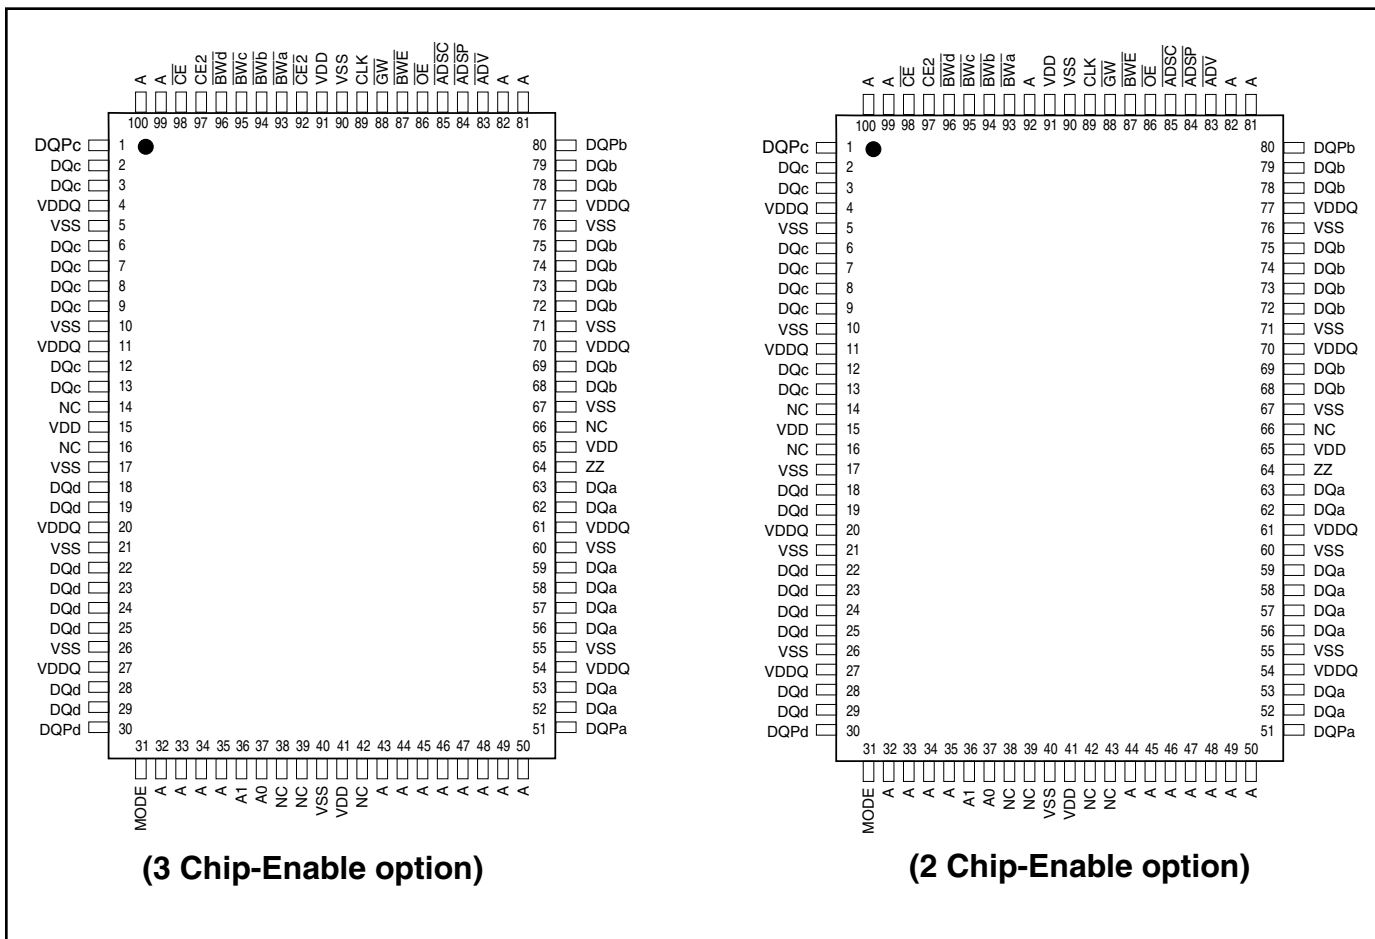 A A CE CE2 BWd BWc BWb BWa CE2 VDD VSS CLK GW BWE OE ADSC ADSP ADV A A
100 99 98 97 96 95 94 93 92 91 90 89 88 87 86 85 84 83 82 81
DQPc 1 80 DQPb
DQc 2 79 DQb
DQc 3 78 DQb
VDDQ 4 77 VDDQ
VSS 5 76 VSS
DQc 6 75 DQb
DQc 7 74 DQb
DQc 8 73 DQb
DQc 9 72 DQb
VSS 10 71 VSS
VDDQ 11 70 VDDQ
DQc 12 69 DQb
DQc 13 68 DQb
NC 14 67 VSS
VDD 15 66 NC
NC 16 65 VDD
VSS 17 64 ZZ
DQd 18 63 DQa
DQd 19 62 DQa
VDDQ 20 61 VDDQ
VSS 21 60 VSS
DQd 22 59 DQa
DQd 23 58 DQa
DQd 24 57 DQa
DQd 25 56 DQa
VSS 26 55 VSS
VDDQ 27 54 VDDQ
DQd 28 53 DQa
DQd 29 52 DQa
DQPd 30 51 DQPa
31 32 33 34 35 36 37 38 39 40 41 42 43 44 45 46 47 48 49 50
MODE A A A A A1 A0 NC NC VSS VDD NC A A A A A A A A
(3 Chip-Enable option)
A A CE CE2 BWd BWc BWb BWa A VDD VSS CLK GW BWE OE ADSC ADSP ADV A A
100 99 98 97 96 95 94 93 92 91 90 89 88 87 86 85 84 83 82 81
DQPc 1 80 DQPb
DQc 2 79 DQb
DQc 3 78 DQb
VDDQ 4 77 VDDQ
VSS 5 76 VSS
DQc 6 75 DQb
DQc 7 74 DQb
DQc 8 73 DQb
DQc 9 72 DQb
VSS 10 71 VSS
VDDQ 11 70 VDDQ
DQc 12 69 DQb
DQc 13 68 DQb
NC 14 67 VSS
VDD 15 66 NC
NC 16 65 VDD
VSS 17 64 ZZ
DQd 18 63 DQa
DQd 19 62 DQa
VDDQ 20 61 VDDQ
VSS 21 60 VSS
DQd 22 59 DQa
DQd 23 58 DQa
DQd 24 57 DQa
DQd 25 56 DQa
VSS 26 55 VSS
VDDQ 27 54 VDDQ
DQd 28 53 DQa
DQd 29 52 DQa
DQPd 30 51 DQPa
31 32 33 34 35 36 37 38 39 40 41 42 43 44 45 46 47 48 49 50
MODE A A A A A1 A0 NC NC VSS VDD NC NC A A A A A A A
(2 Chip-Enable option)